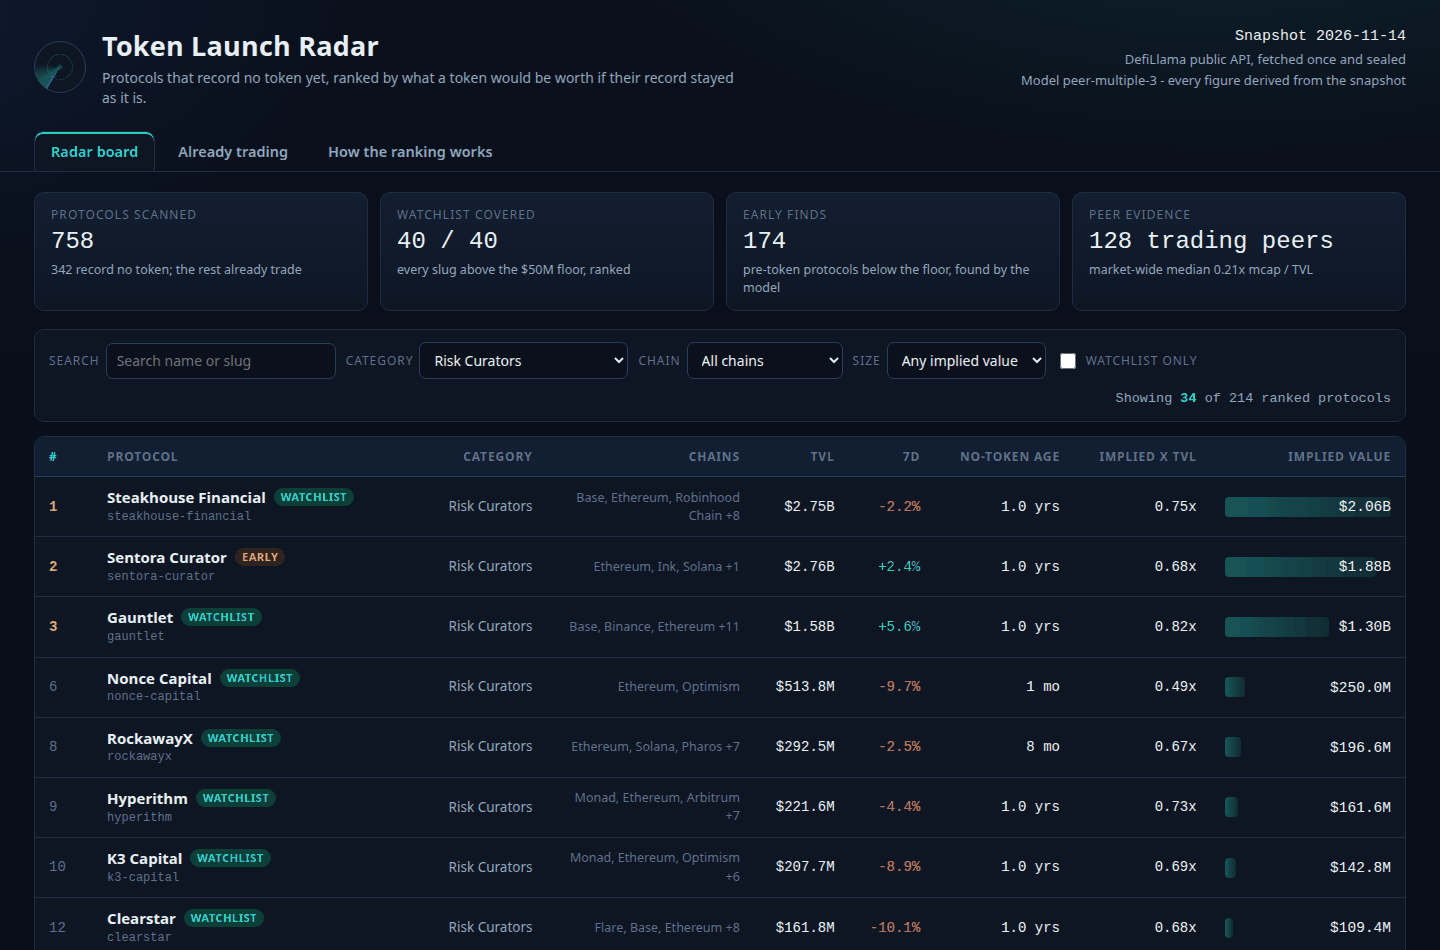 Token Launch Radar
Protocols that record no token yet, ranked by what a token would be worth if their record stayed
as it is.
Snapshot 2026-11-14
DefiLlama public API, fetched once and sealed
Model peer-multiple-3 - every figure derived from the snapshot
Radar board
Already trading
How the ranking works
PROTOCOLS SCANNED
758
342 record no token; the rest already trade
WATCHLIST COVERED
40 / 40
every slug above the $50M floor, ranked
EARLY FINDS
174
pre-token protocols below the floor, found by the
model
PEER EVIDENCE
128 trading peers
market-wide median 0.21x mcap / TVL
SEARCH Search name or slug CATEGORY Risk Curators CHAIN All chains SIZE Any implied value WATCHLIST ONLY
Showing 34 of 214 ranked protocols
# PROTOCOL CATEGORY CHAINS TVL 7D NO-TOKEN AGE IMPLIED X TVL IMPLIED VALUE
1 Steakhouse Financial WATCHLIST
steakhouse-financial
Risk Curators
Base, Ethereum, Robinhood
Chain +8
$2.75B -2.2% 1.0 yrs 0.75x $2.06B
2 Sentora Curator EARLY
sentora-curator
Risk Curators Ethereum, Ink, Solana +1 $2.76B +2.4% 1.0 yrs 0.68x $1.88B
3 Gauntlet WATCHLIST
gauntlet
Risk Curators Base, Binance, Ethereum +11 $1.58B +5.6% 1.0 yrs 0.82x $1.30B
6 Nonce Capital WATCHLIST
nonce-capital
Risk Curators Ethereum, Optimism $513.8M -9.7% 1 mo 0.49x $250.0M
8 RockawayX WATCHLIST
rockawayx
Risk Curators Ethereum, Solana, Pharos +7 $292.5M -2.5% 8 mo 0.67x $196.6M
9 Hyperithm WATCHLIST
hyperithm
Risk Curators
Monad, Ethereum, Arbitrum
+7
$221.6M -4.4% 1.0 yrs 0.73x $161.6M
10 K3 Capital WATCHLIST
k3-capital
Risk Curators
Monad, Ethereum, Optimism
+6
$207.7M -8.9% 1.0 yrs 0.69x $142.8M
12 Clearstar WATCHLIST
clearstar
Risk Curators Flare, Base, Ethereum +8 $161.8M -10.1% 1.0 yrs 0.68x $109.4M